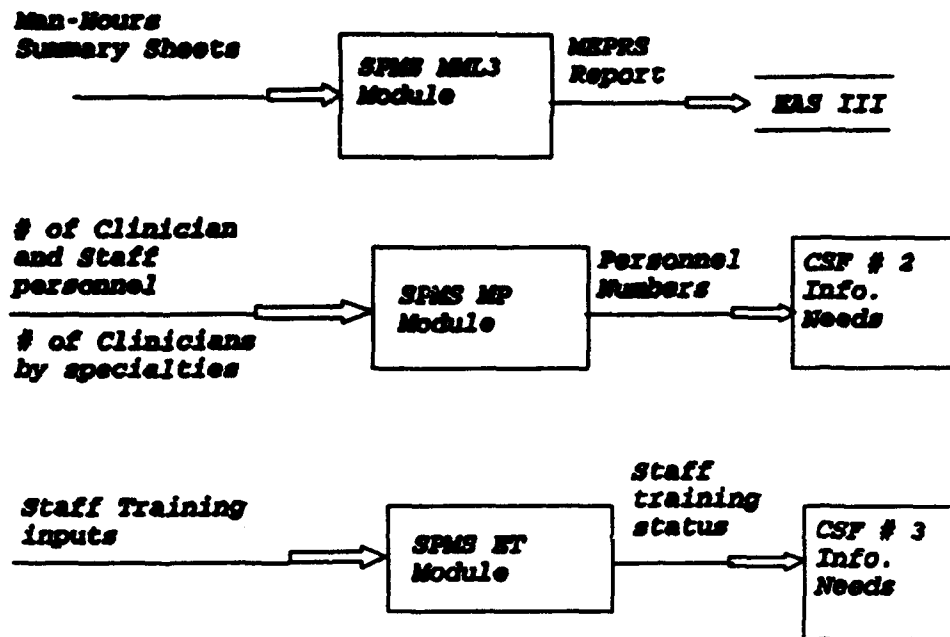 Man-Hours
Summary Sheets
SPMS MML3
Module
MEPRS
Report
EAS III
# of Clinician
and Staff
personnel
# of Clinicians
by specialties
SPMS MP
Module
Personnel
Numbers
CSF # 2
Info.
Needs
Staff Training
inputs
SPMS ET
Module
Staff
training
status
CSF # 3
Info.
Needs